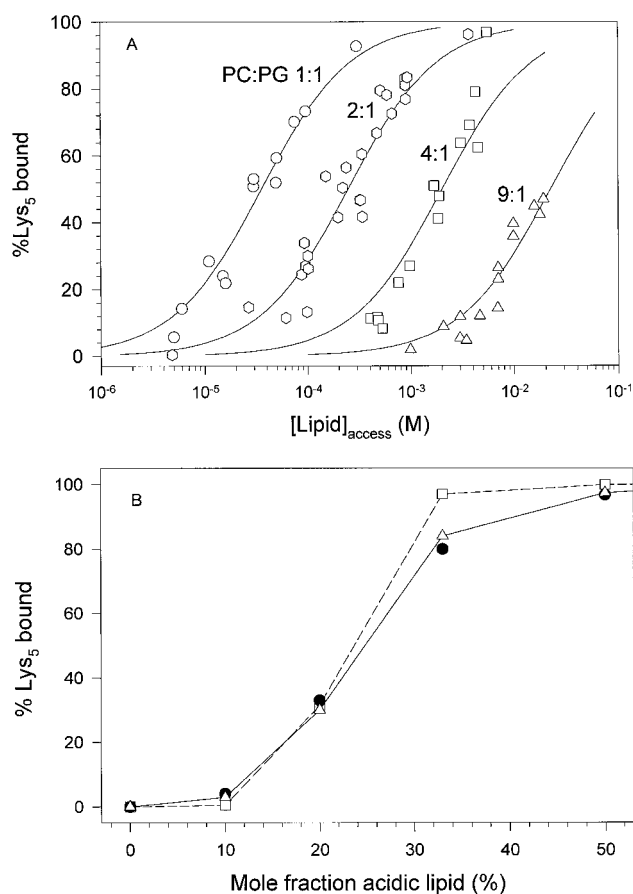 A
PC:PG 1:1
2:1
4:1
9:1
%Lys₅ bound
100
80
60
40
20
0
10⁻⁶ 10⁻⁵ 10⁻⁴ 10⁻³ 10⁻² 10⁻¹
[Lipid]access (M)
B
% Lys₅ bound
100
80
60
40
20
0
0 10 20 30 40 50
Mole fraction acidic lipid (%)